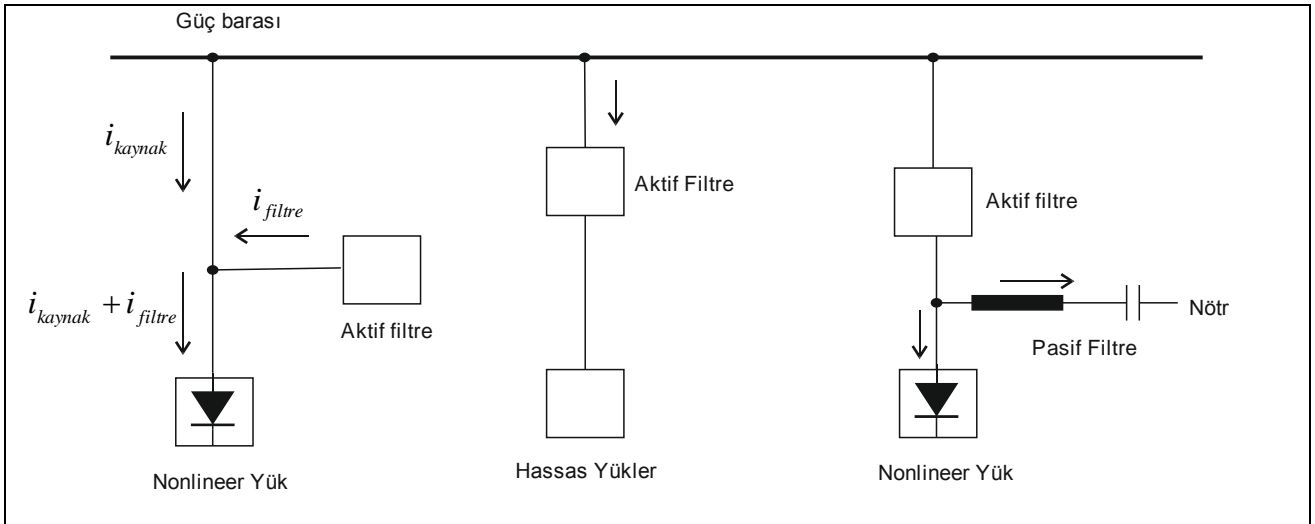 Güç barası
i_kaynak
i_filtre
Aktif Filtre
Aktif filtre
i_kaynak + i_filtre
Aktif filtre
Nötr
Pasif Filtre
Nonlineer Yük
Hassas Yükler
Nonlineer Yük